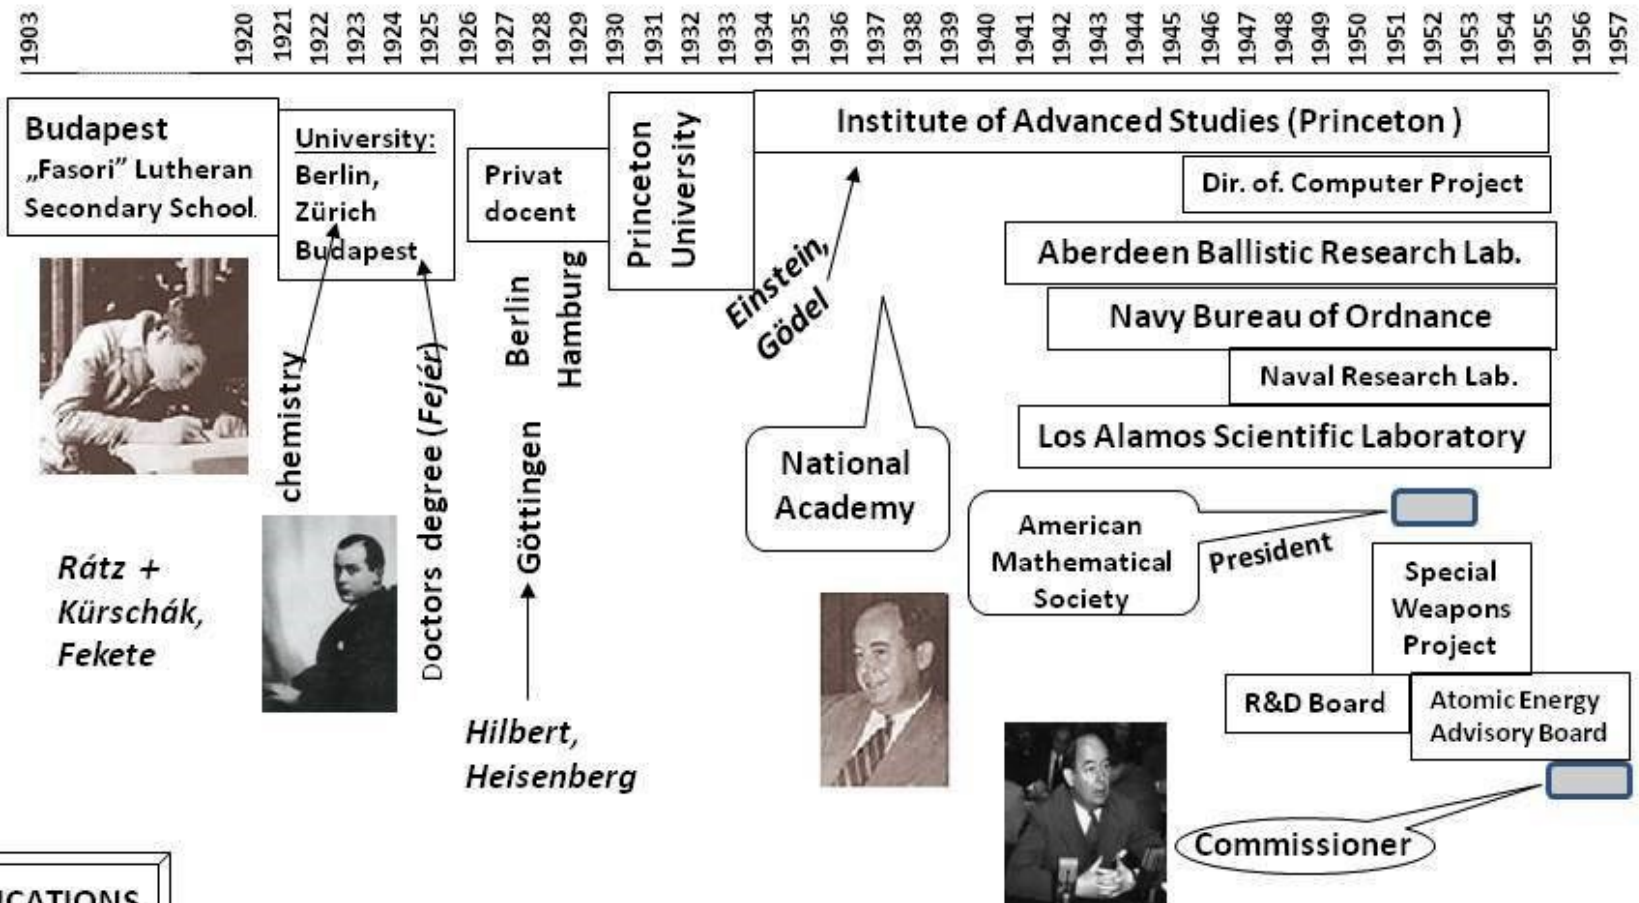 1903 1920 1921 1922 1923 1924 1925 1926 1927 1928 1929 1930 1931 1932 1933 1934 1935 1936 1937 1938 1939 1940 1941 1942 1943 1944 1945 1946 1947 1948 1949 1950 1951 1952 1953 1954 1955 1956 1957
Budapest
„Fasori” Lutheran
Secondary School.
University:
Berlin,
Zürich
Budapest
Privat
docent
Princeton
University
Institute of Advanced Studies (Princeton )
Dir. of. Computer Project
Aberdeen Ballistic Research Lab.
Navy Bureau of Ordnance
Naval Research Lab.
Los Alamos Scientific Laboratory
chemistry
Doctors degree (Fejér)
Berlin
Hamburg
Göttingen
Einstein,
Gödel
National
Academy
American
Mathematical
Society
President
Special
Weapons
Project
Rátz +
Kürschák,
Fekete
Hilbert,
Heisenberg
R&D Board
Atomic Energy
Advisory Board
Commissioner